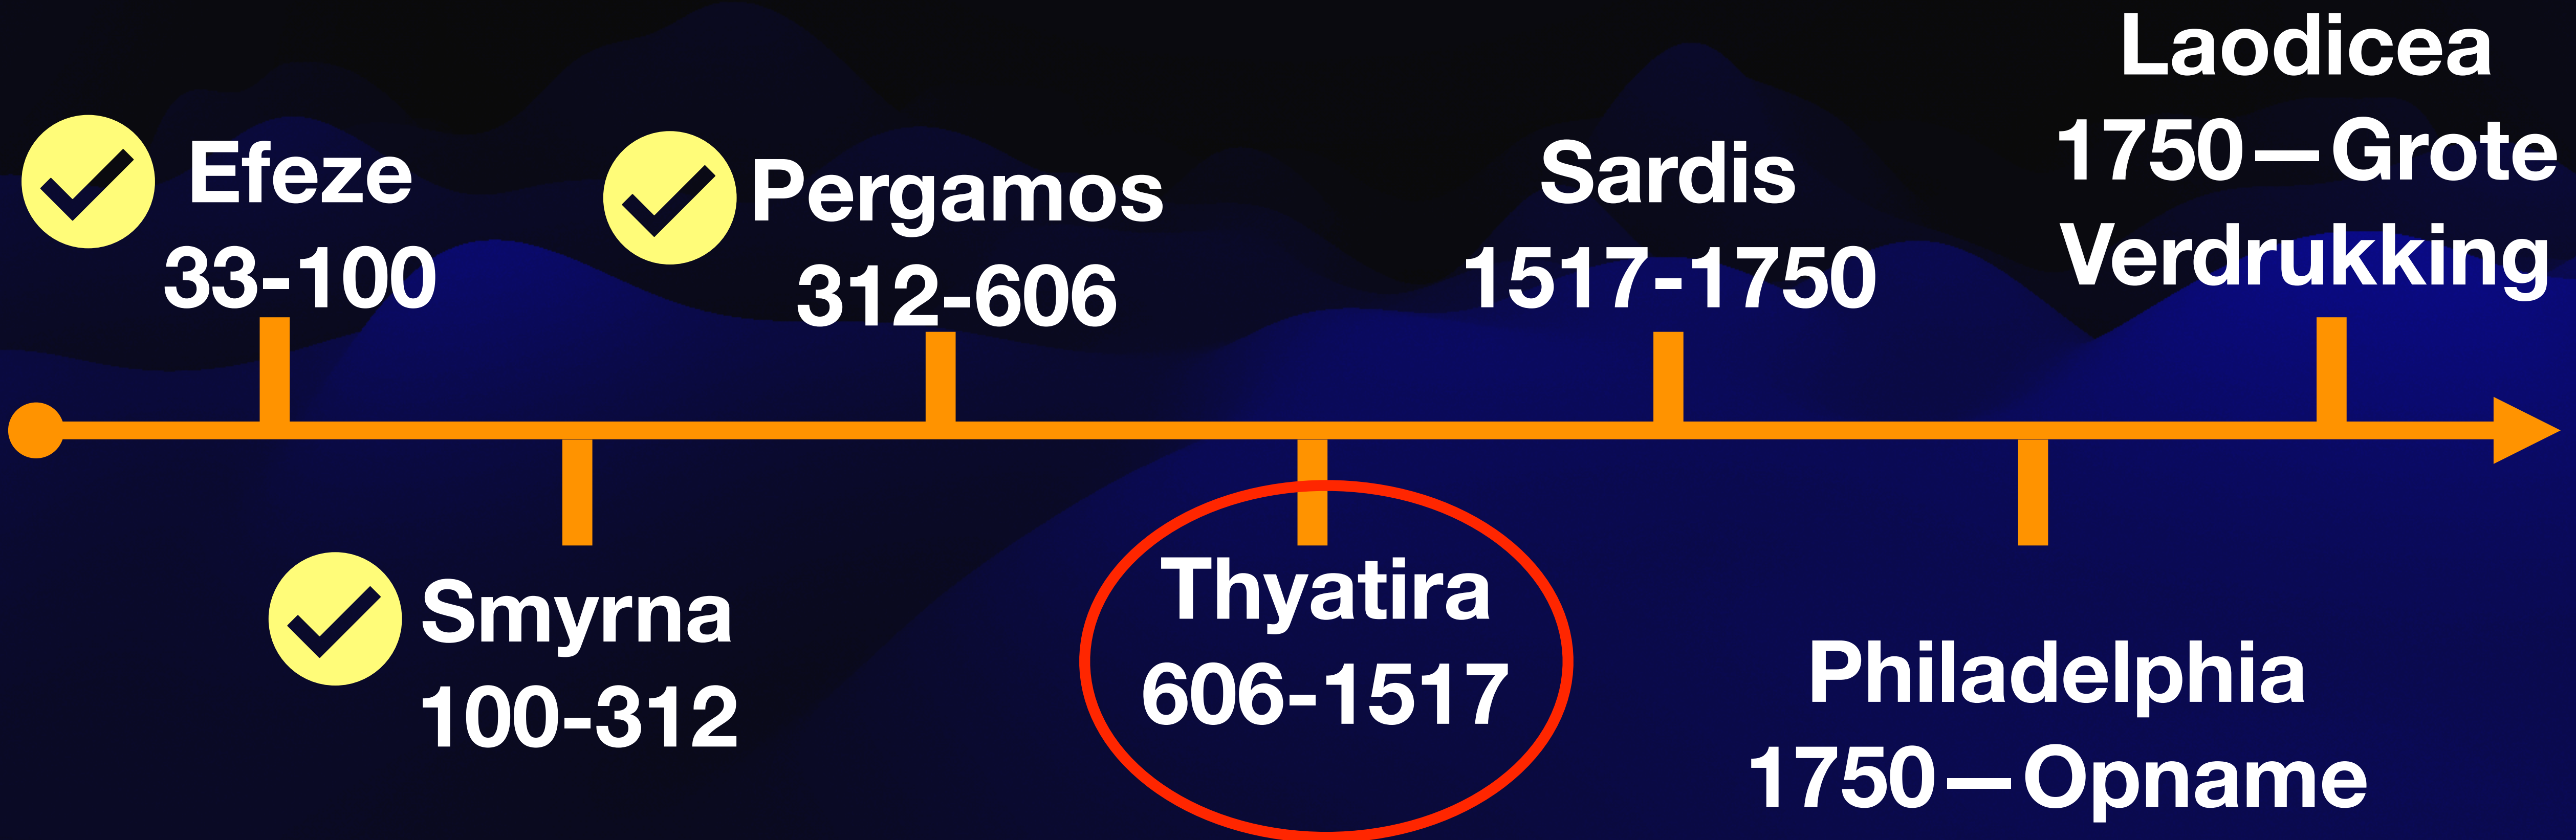 Efeze
33-100
Smyrna
100-312
Pergamos
312-606
Thyatira
606-1517
Sardis
1517-1750
Philadelphia
1750—Opname
Laodicea
1750—Grote
Verdrukking